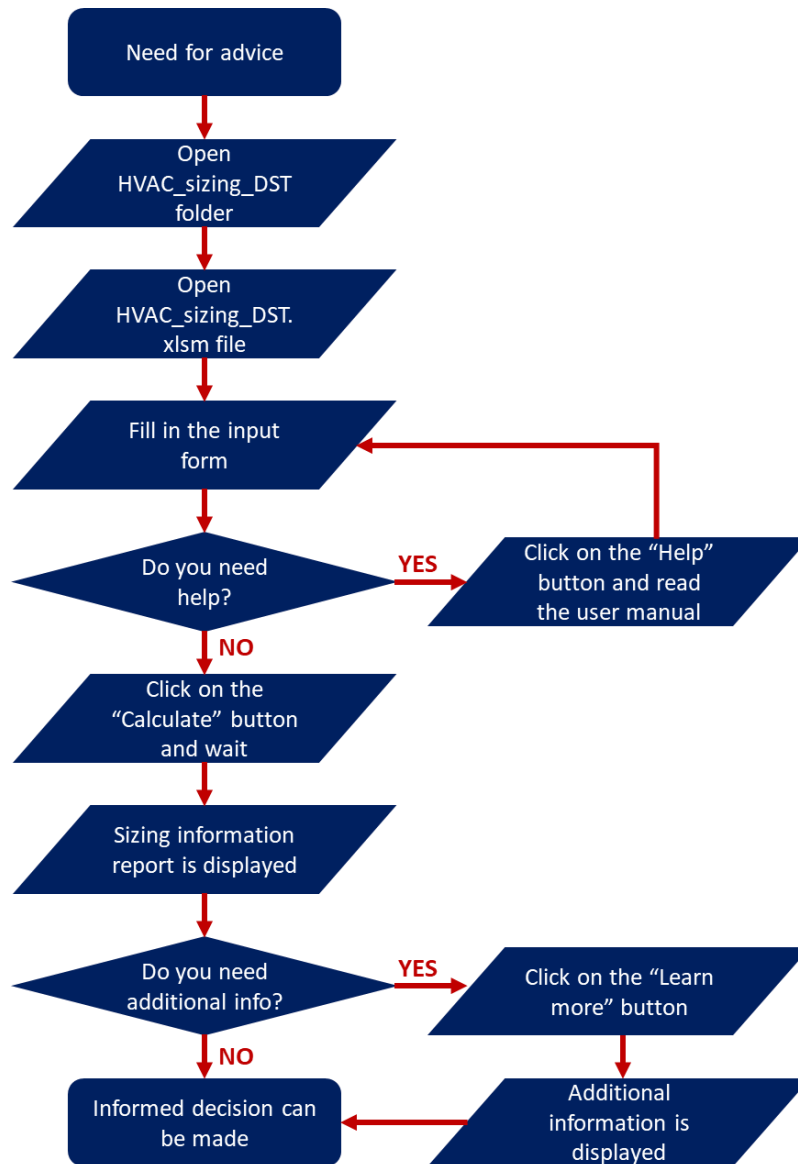 Need for advice
Open
HVAC_sizing_DST
folder
Open
HVAC_sizing_DST.
xlsm file
Fill in the input
form
Do you need
help?
YES
Click on the “Help”
button and read
the user manual
NO
Click on the
“Calculate” button
and wait
Sizing information
report is displayed
Do you need
additional info?
YES
Click on the “Learn
more” button
NO
Informed decision can
be made
Additional
information is
displayed